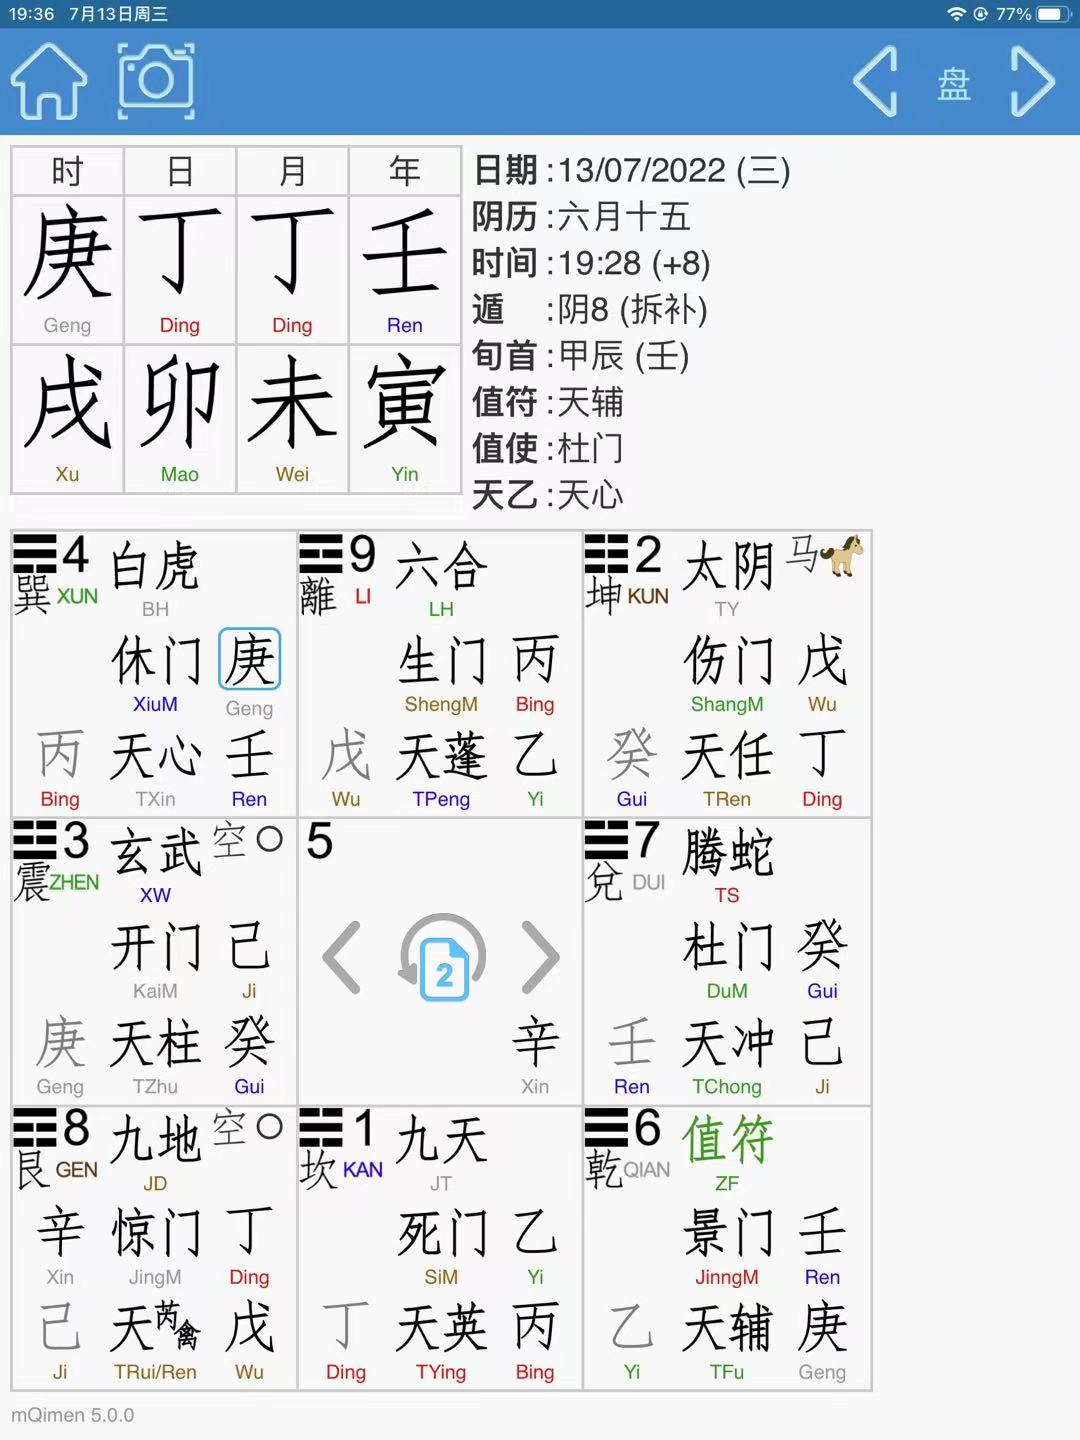 19:36 7月13日周三 77%
盘
时 日 月 年
庚 丁 丁 壬
Geng Ding Ding Ren
戌 卯 未 寅
Xu Mao Wei Yin
日期:13/07/2022 (三)
阴历:六月十五
时间:19:28 (+8)
遁 :阴8 (拆补)
旬首:甲辰 (壬)
值符:天辅
值使:杜门
天乙:天心
4 白虎
巽 XUN BH
休门 庚
XiuM Geng
丙 天心 壬
Bing TXin Ren
9 六合
離 LI LH
生门 丙
ShengM Bing
戊 天蓬 乙
Wu TPeng Yi
2 太阴 马
坤 KUN TY
伤门 戊
ShangM Wu
癸 天任 丁
Gui TRen Ding
3 玄武 空
震 ZHEN XW
开门 己
KaiM Ji
庚 天柱 癸
Geng TZhu Gui
5
2
辛
Xin
7 腾蛇
兌 DUI TS
杜门 癸
DuM Gui
壬 天冲 己
Ren TChong Ji
8 九地 空
艮 GEN JD
辛 惊门 丁
Xin JingM Ding
己 天芮禽 戊
Ji TRui/Ren Wu
1 九天
坎 KAN JT
死门 乙
SiM Yi
丁 天英 丙
Ding TYing Bing
6 值符
乾 QIAN ZF
景门 壬
JinngM Ren
乙 天辅 庚
Yi TFu Geng
mQimen 5.0.0